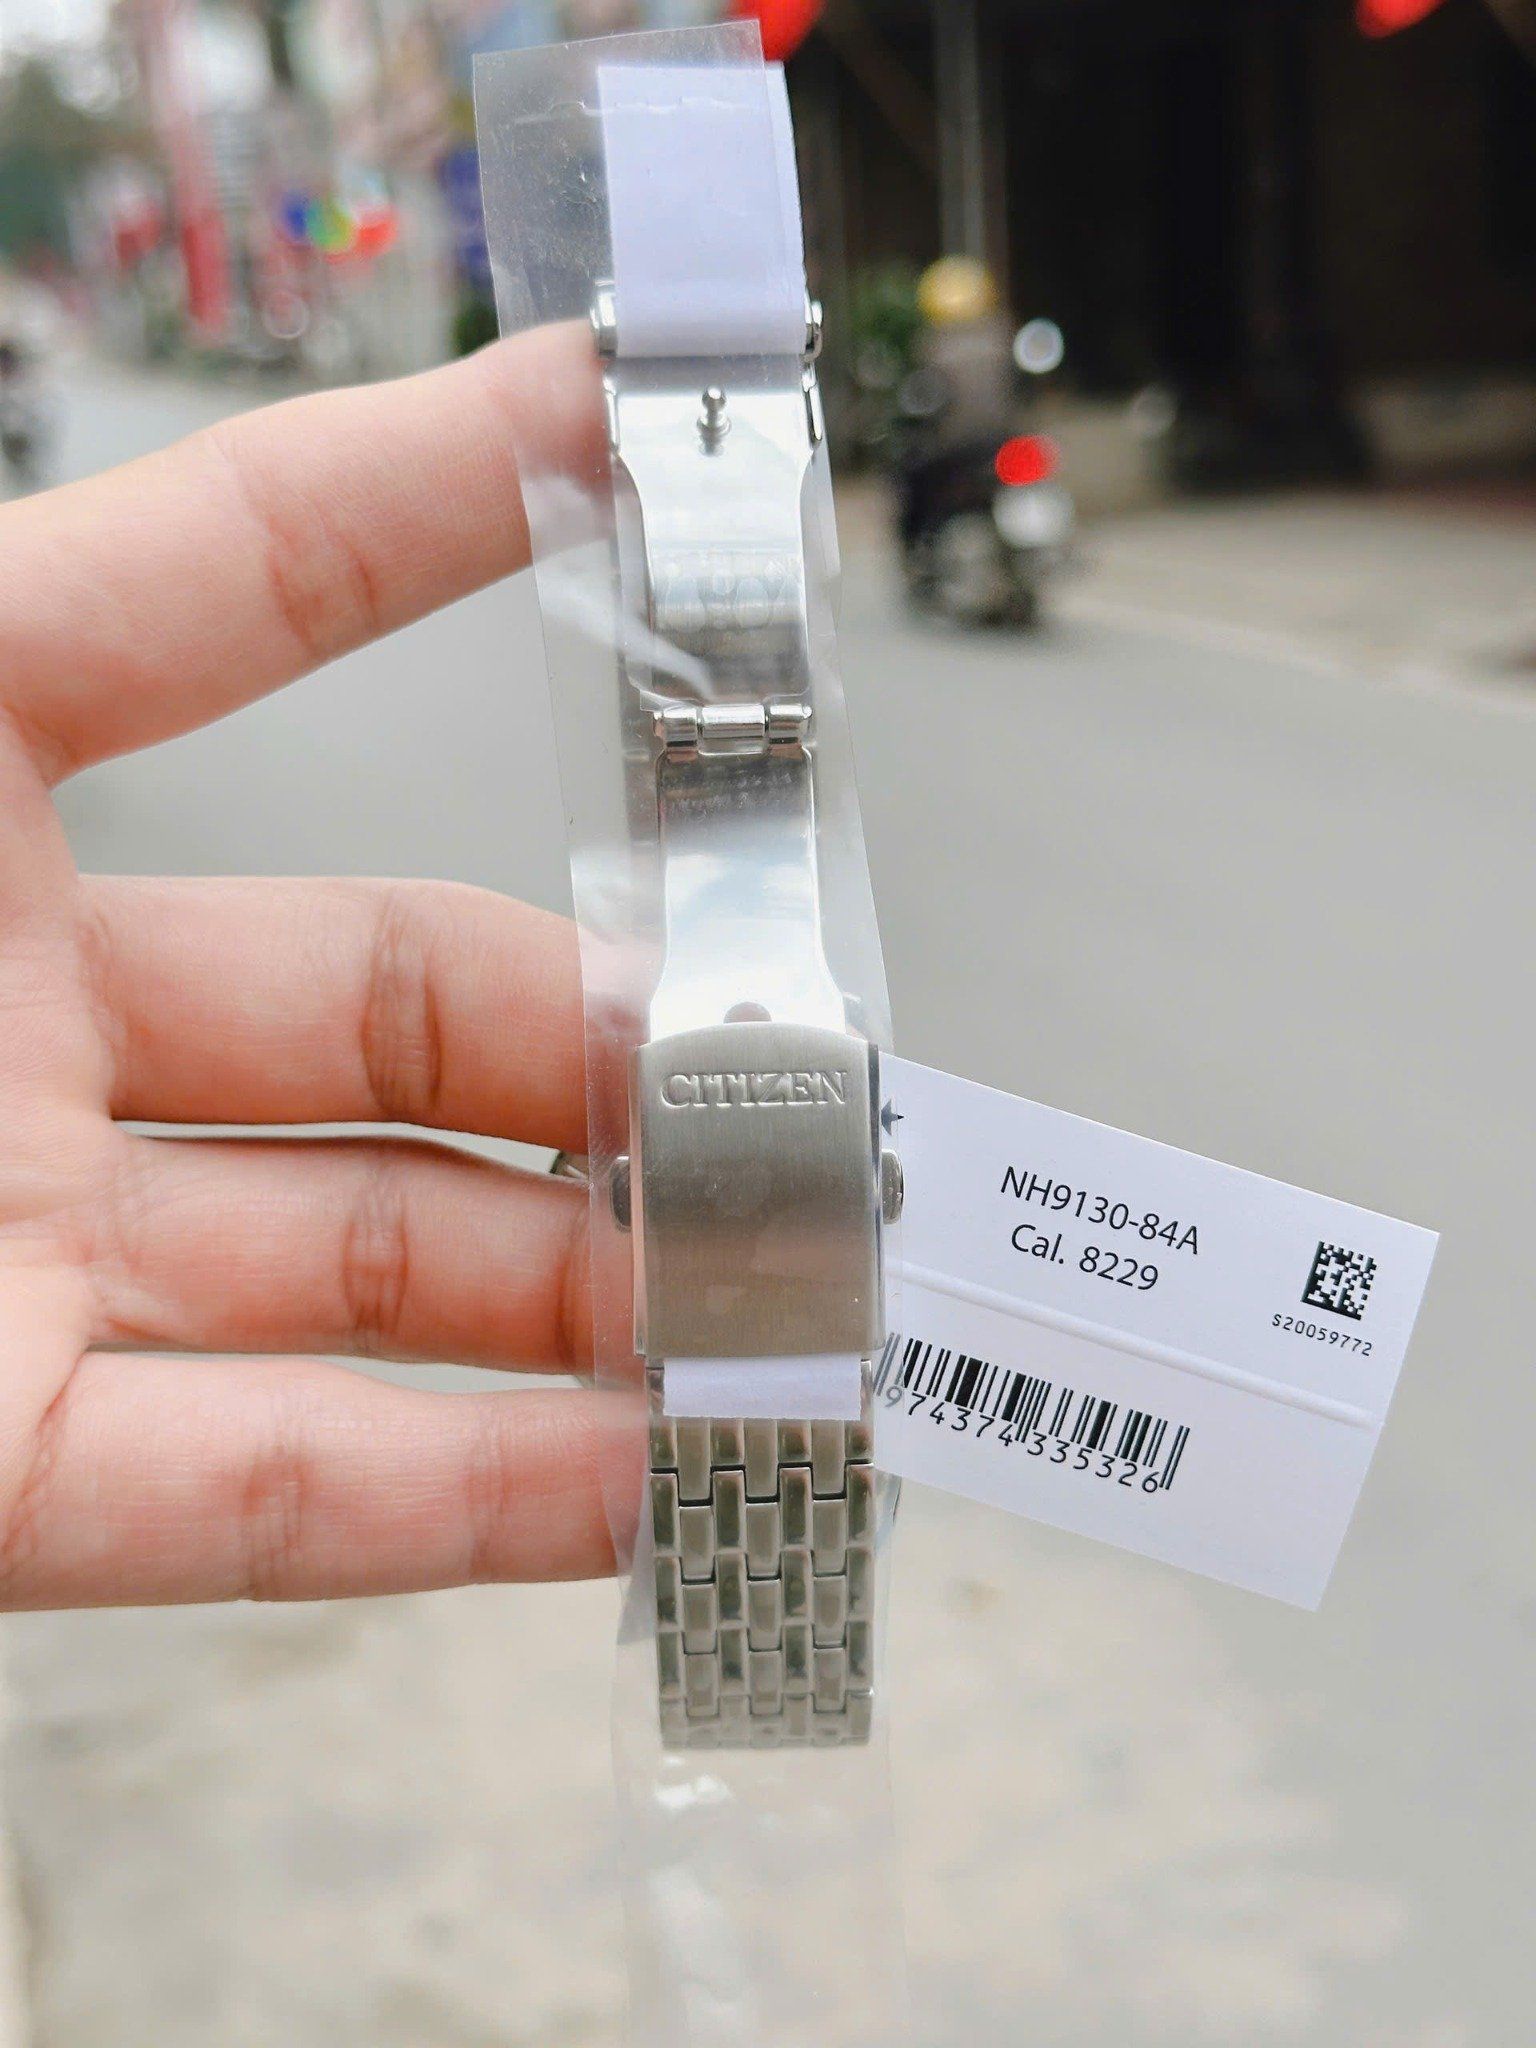 CITIZEN
NH9130-84A
Cal. 8229
S20059772
974374335326